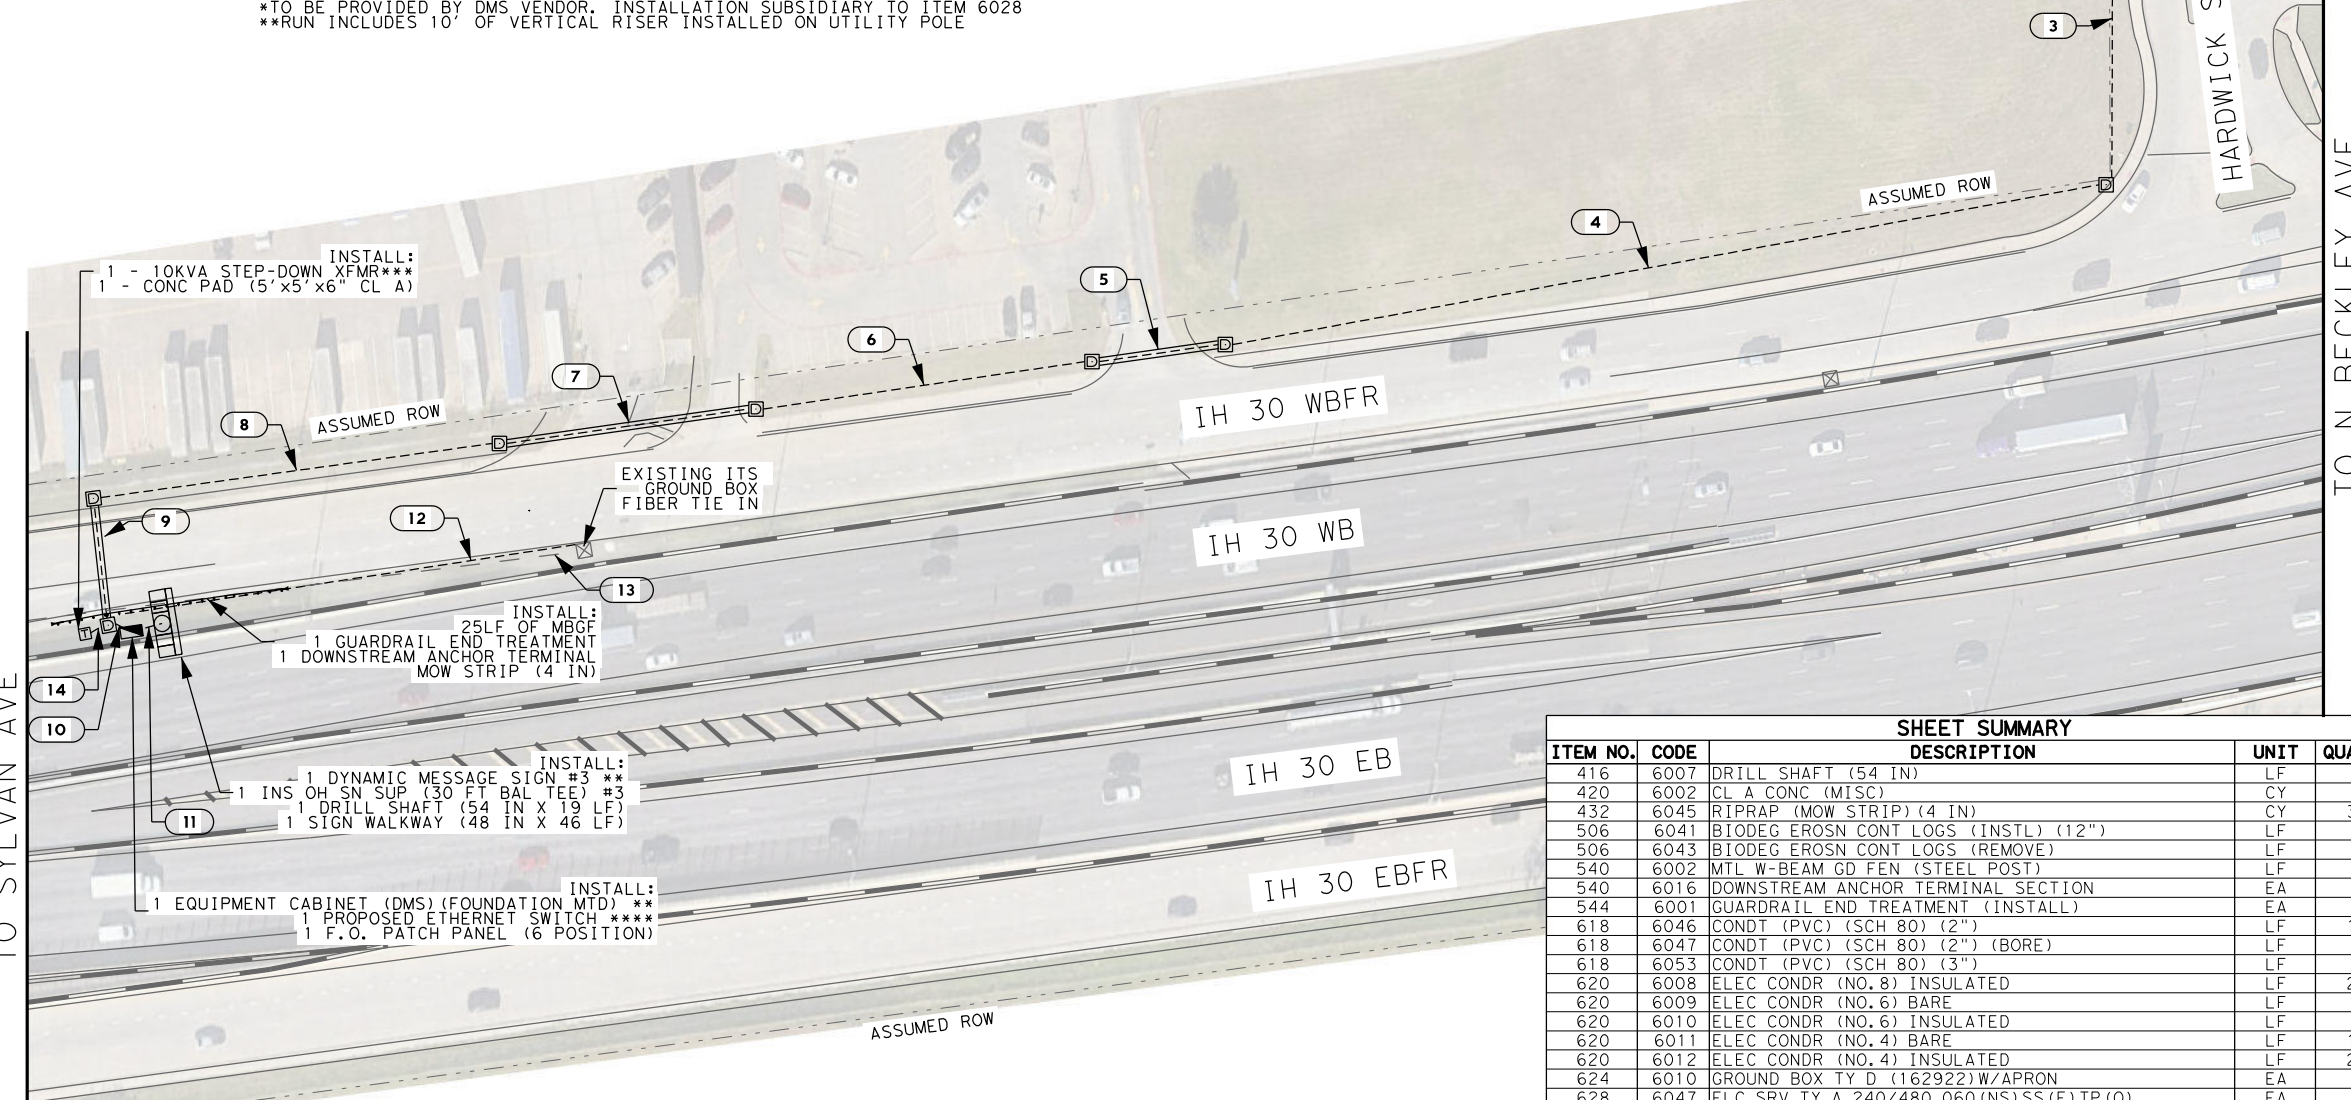 *TO BE PROVIDED BY DMS VENDOR. INSTALLATION SUBSIDIARY TO ITEM 6028
**RUN INCLUDES 10' OF VERTICAL RISER INSTALLED ON UTILITY POLE
3
HARDWICK S
TO N BECKLEY AVE
ASSUMED ROW
4
INSTALL:
1 - 10KVA STEP-DOWN XFMR***
1 - CONC PAD (5'x5'x6" CL A)
5
6
7
8
ASSUMED ROW
IH 30 WBFR
EXISTING ITS
GROUND BOX
FIBER TIE IN
9
12
IH 30 WB
13
INSTALL:
25LF OF MBGF
1 GUARDRAIL END TREATMENT
1 DOWNSTREAM ANCHOR TERMINAL
MOW STRIP (4 IN)
14
10
TO SYLVAN AVE
INSTALL:
1 DYNAMIC MESSAGE SIGN #3 **
1 INS OH SN SUP (30 FT BAL TEE) #3
1 DRILL SHAFT (54 IN X 19 LF)
1 SIGN WALKWAY (48 IN X 46 LF)
11
IH 30 EB
IH 30 EBFR
INSTALL:
1 EQUIPMENT CABINET (DMS)(FOUNDATION MTD) **
1 PROPOSED ETHERNET SWITCH ****
1 F.O. PATCH PANEL (6 POSITION)
ASSUMED ROW
SHEET SUMMARY
ITEM NO. CODE DESCRIPTION UNIT QUA
416 6007 DRILL SHAFT (54 IN) LF
420 6002 CL A CONC (MISC) CY
432 6045 RIPRAP (MOW STRIP)(4 IN) CY
506 6041 BIODEG EROSN CONT LOGS (INSTL) (12") LF
506 6043 BIODEG EROSN CONT LOGS (REMOVE) LF
540 6002 MTL W-BEAM GD FEN (STEEL POST) LF
540 6016 DOWNSTREAM ANCHOR TERMINAL SECTION EA
544 6001 GUARDRAIL END TREATMENT (INSTALL) EA
618 6046 CONDT (PVC) (SCH 80) (2") LF
618 6047 CONDT (PVC) (SCH 80) (2") (BORE) LF
618 6053 CONDT (PVC) (SCH 80) (3") LF
620 6008 ELEC CONDR (NO.8) INSULATED LF
620 6009 ELEC CONDR (NO.6) BARE LF
620 6010 ELEC CONDR (NO.6) INSULATED LF
620 6011 ELEC CONDR (NO.4) BARE LF
620 6012 ELEC CONDR (NO.4) INSULATED LF
624 6010 GROUND BOX TY D (162922)W/APRON EA
628 6047 ELC SRV TY A 240/480 060(NS)SS(E)TP(O) EA